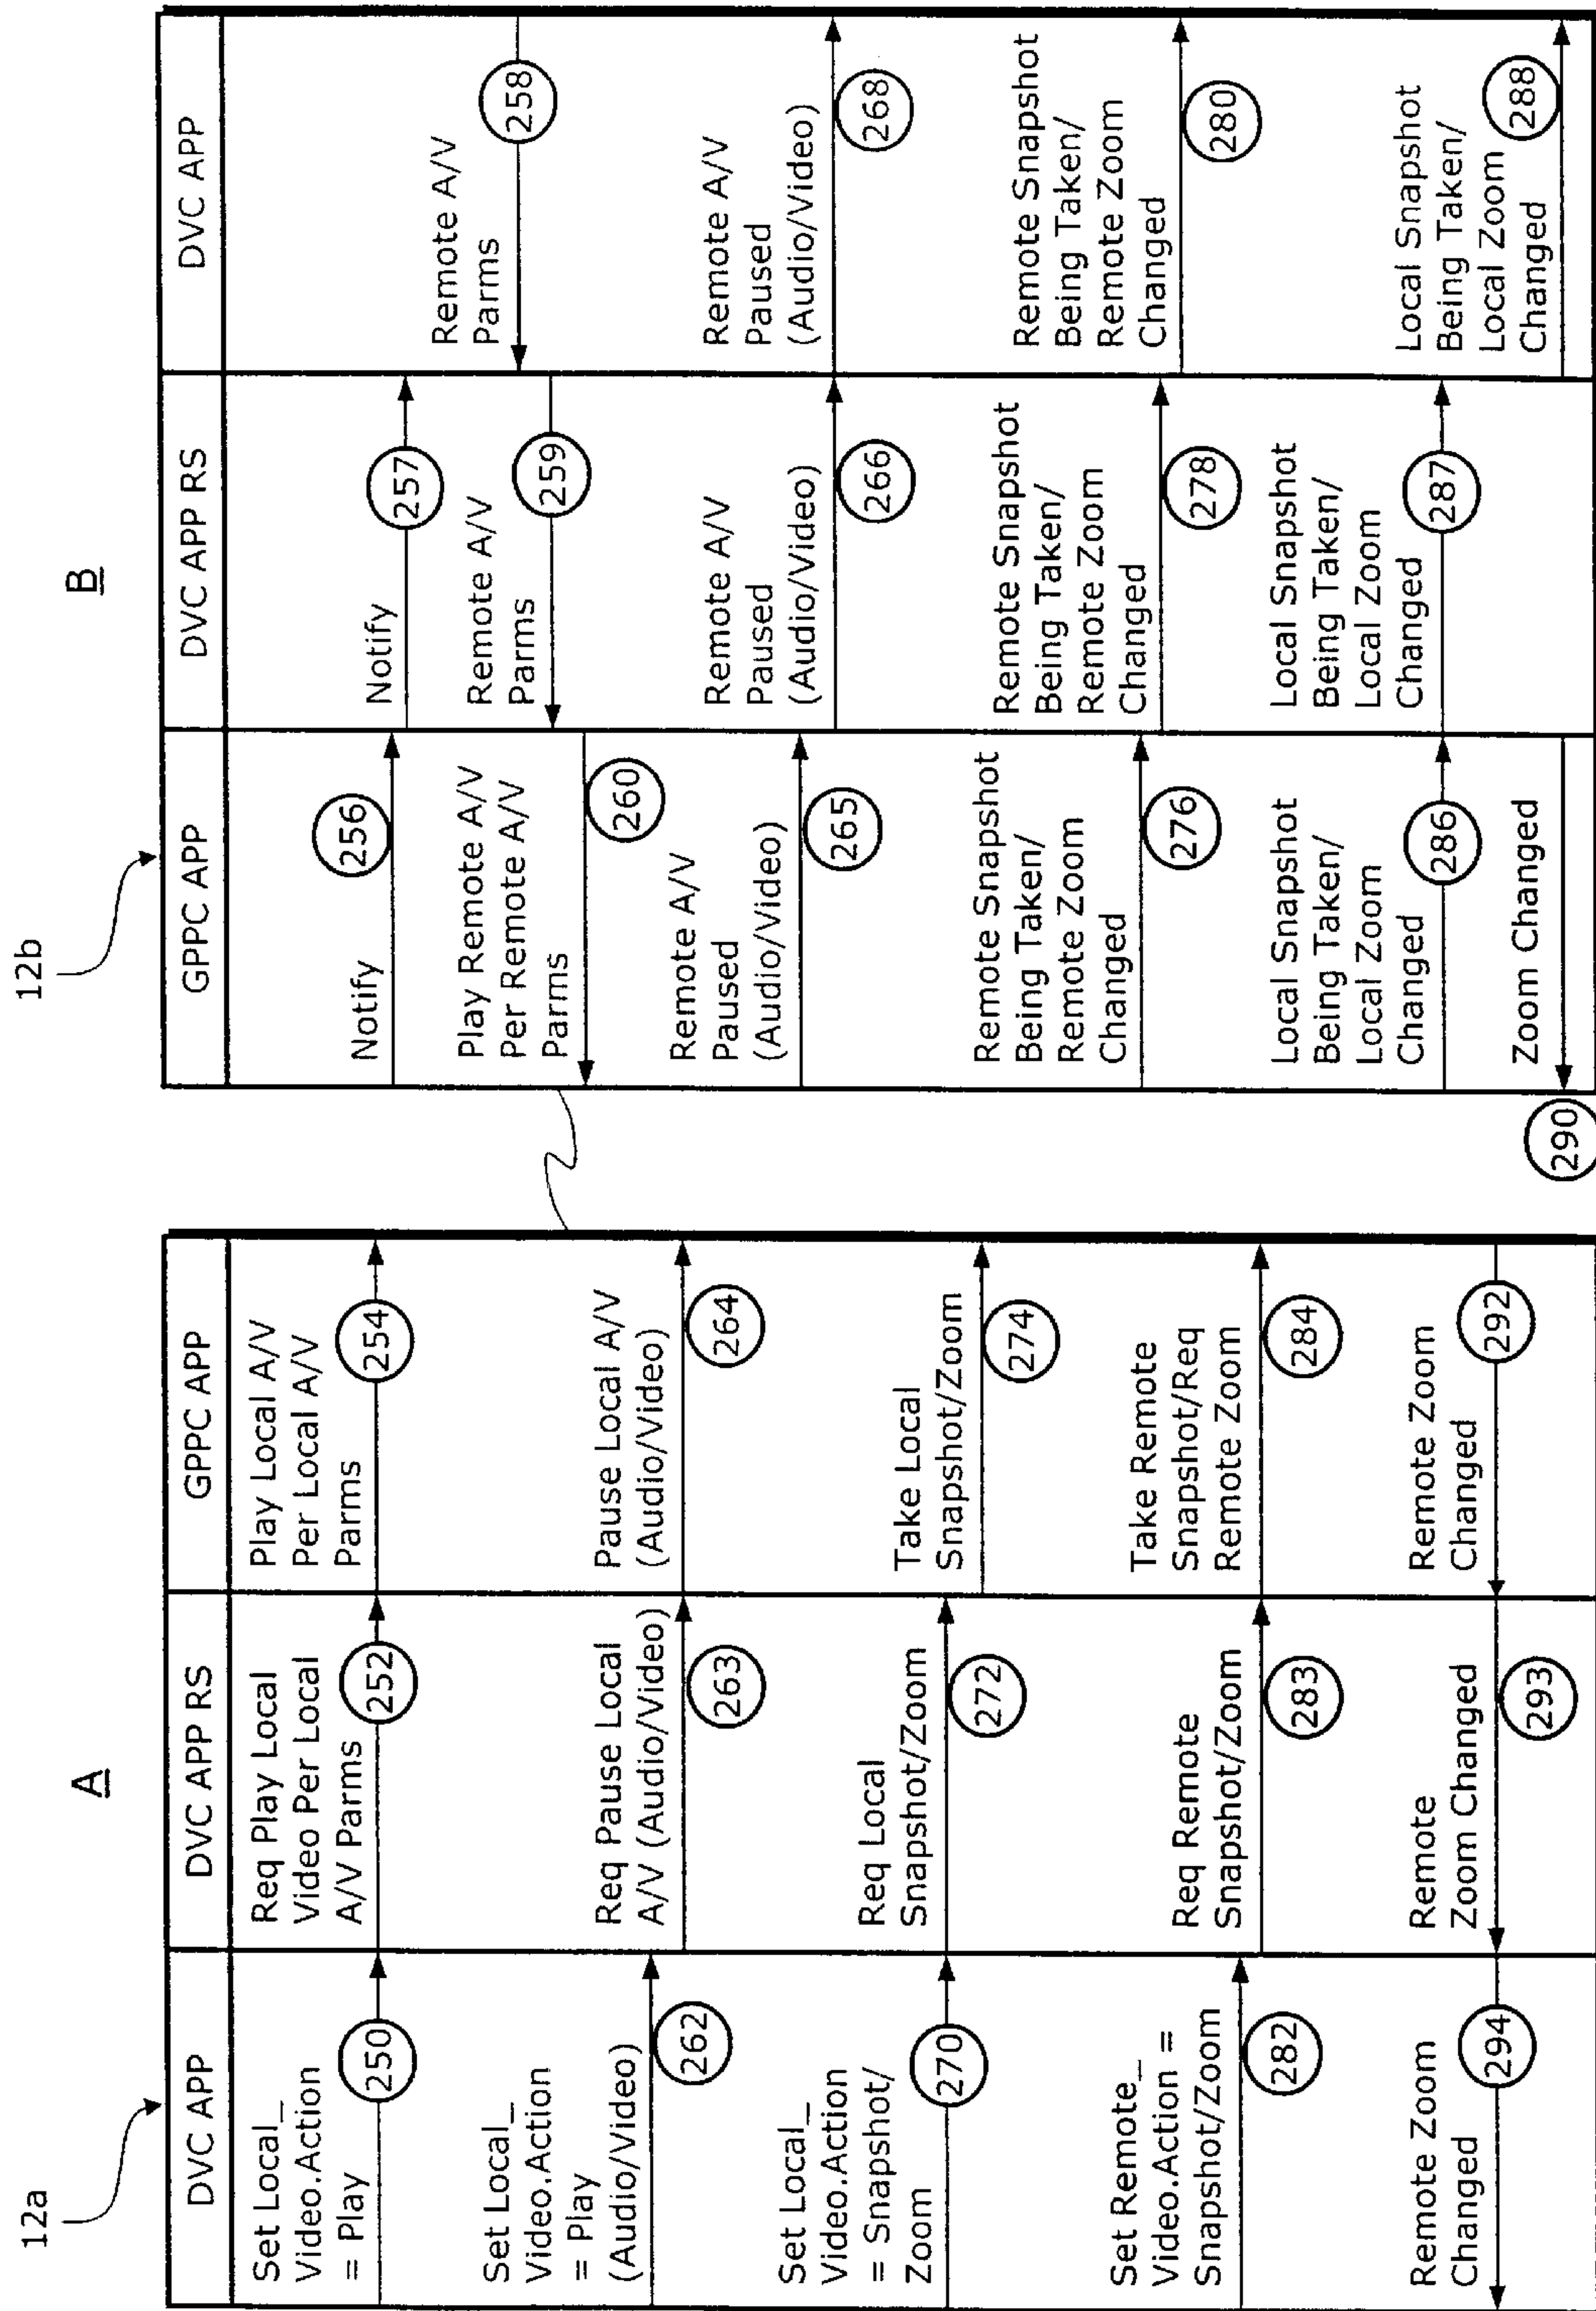 A
12a
DVC APP
DVC APP RS
GPPC APP
Set Local_
Video.Action
= Play
250
Req Play Local
Video Per Local
A/V Parms
252
Play Local A/V
Per Local A/V
Parms
254
Set Local_
Video.Action
= Play
(Audio/Video)
262
Req Pause Local
A/V (Audio/Video)
263
Pause Local A/V
(Audio/Video)
264
Set Local_
Video.Action
= Snapshot/
Zoom
270
Req Local
Snapshot/Zoom
272
Take Local
Snapshot/Zoom
274
Set Remote_
Video.Action =
Snapshot/Zoom
282
Req Remote
Snapshot/Zoom
283
Take Remote
Snapshot/Req
Remote Zoom
284
Remote Zoom
Changed
294
Remote
Zoom Changed
293
Remote Zoom
Changed
292
B
12b
GPPC APP
DVC APP RS
DVC APP
Notify
256
Notify
257
Remote A/V
Parms
258
Play Remote A/V
Per Remote A/V
Parms
260
Remote A/V
Parms
259
Remote A/V
Paused
(Audio/Video)
265
Remote A/V
Paused
(Audio/Video)
266
Remote A/V
Paused
(Audio/Video)
268
Remote Snapshot
Being Taken/
Remote Zoom
Changed
276
Remote Snapshot
Being Taken/
Remote Zoom
Changed
278
Remote Snapshot
Being Taken/
Remote Zoom
Changed
280
Local Snapshot
Being Taken/
Local Zoom
Changed
286
Local Snapshot
Being Taken/
Local Zoom
Changed
287
Local Snapshot
Being Taken/
Local Zoom
Changed
288
Zoom Changed
290